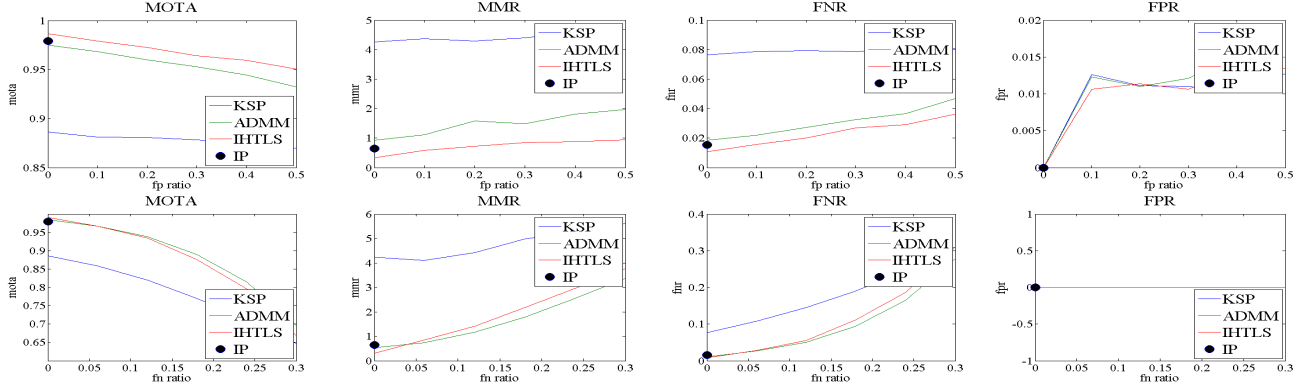 MOTA
1
0.95
0.9
0.85
mota
0 0.1 0.2 0.3 0.4 0.5
fp ratio
KSP
ADMM
IHTLS
IP
MMR
5
4
3
2
1
0
mmr
0 0.1 0.2 0.3 0.4 0.5
fp ratio
KSP
ADMM
IHTLS
IP
FNR
0.1
0.08
0.06
0.04
0.02
0
fnr
0 0.1 0.2 0.3 0.4 0.5
fp ratio
KSP
ADMM
IHTLS
IP
FPR
0.02
0.015
0.01
0.005
0
fpr
0 0.1 0.2 0.3 0.4 0.5
fp ratio
KSP
ADMM
IHTLS
IP
MOTA
0.95
0.9
0.85
0.8
0.75
0.7
0.65
mota
0 0.05 0.1 0.15 0.2 0.25 0.3
fn ratio
KSP
ADMM
IHTLS
IP
MMR
6
5
4
3
2
1
0
mmr
0 0.05 0.1 0.15 0.2 0.25 0.3
fn ratio
KSP
ADMM
IHTLS
IP
FNR
0.4
0.3
0.2
0.1
0
fnr
0 0.05 0.1 0.15 0.2 0.25 0.3
fn ratio
KSP
ADMM
IHTLS
IP
FPR
1
0.5
0
-0.5
-1
fpr
0 0.05 0.1 0.15 0.2 0.25 0.3
fn ratio
KSP
ADMM
IHTLS
IP